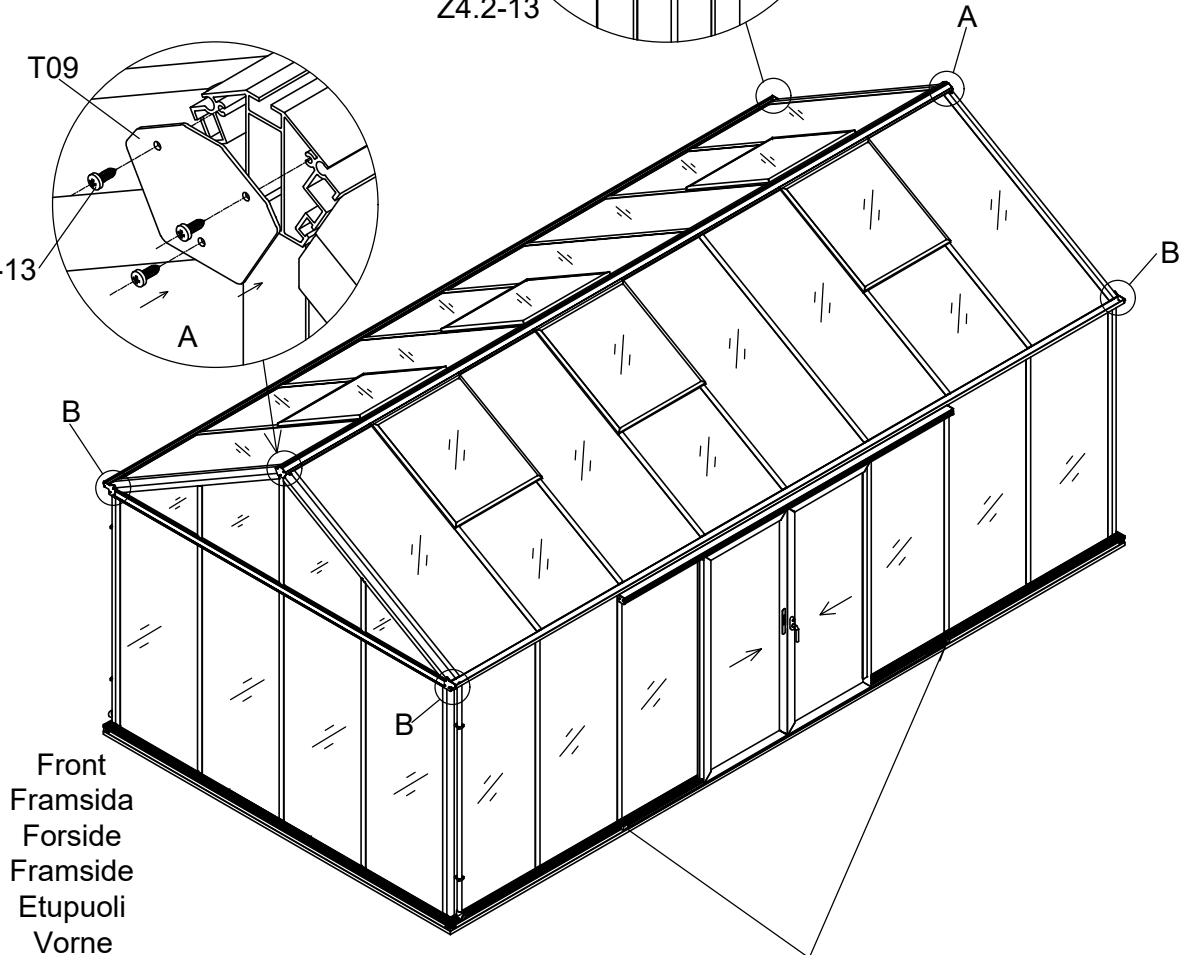 Z4.2-13
A
T09
B
-13
A
B
B
Front
Framsida
Forside
Framside
Etupuoli
Vorne